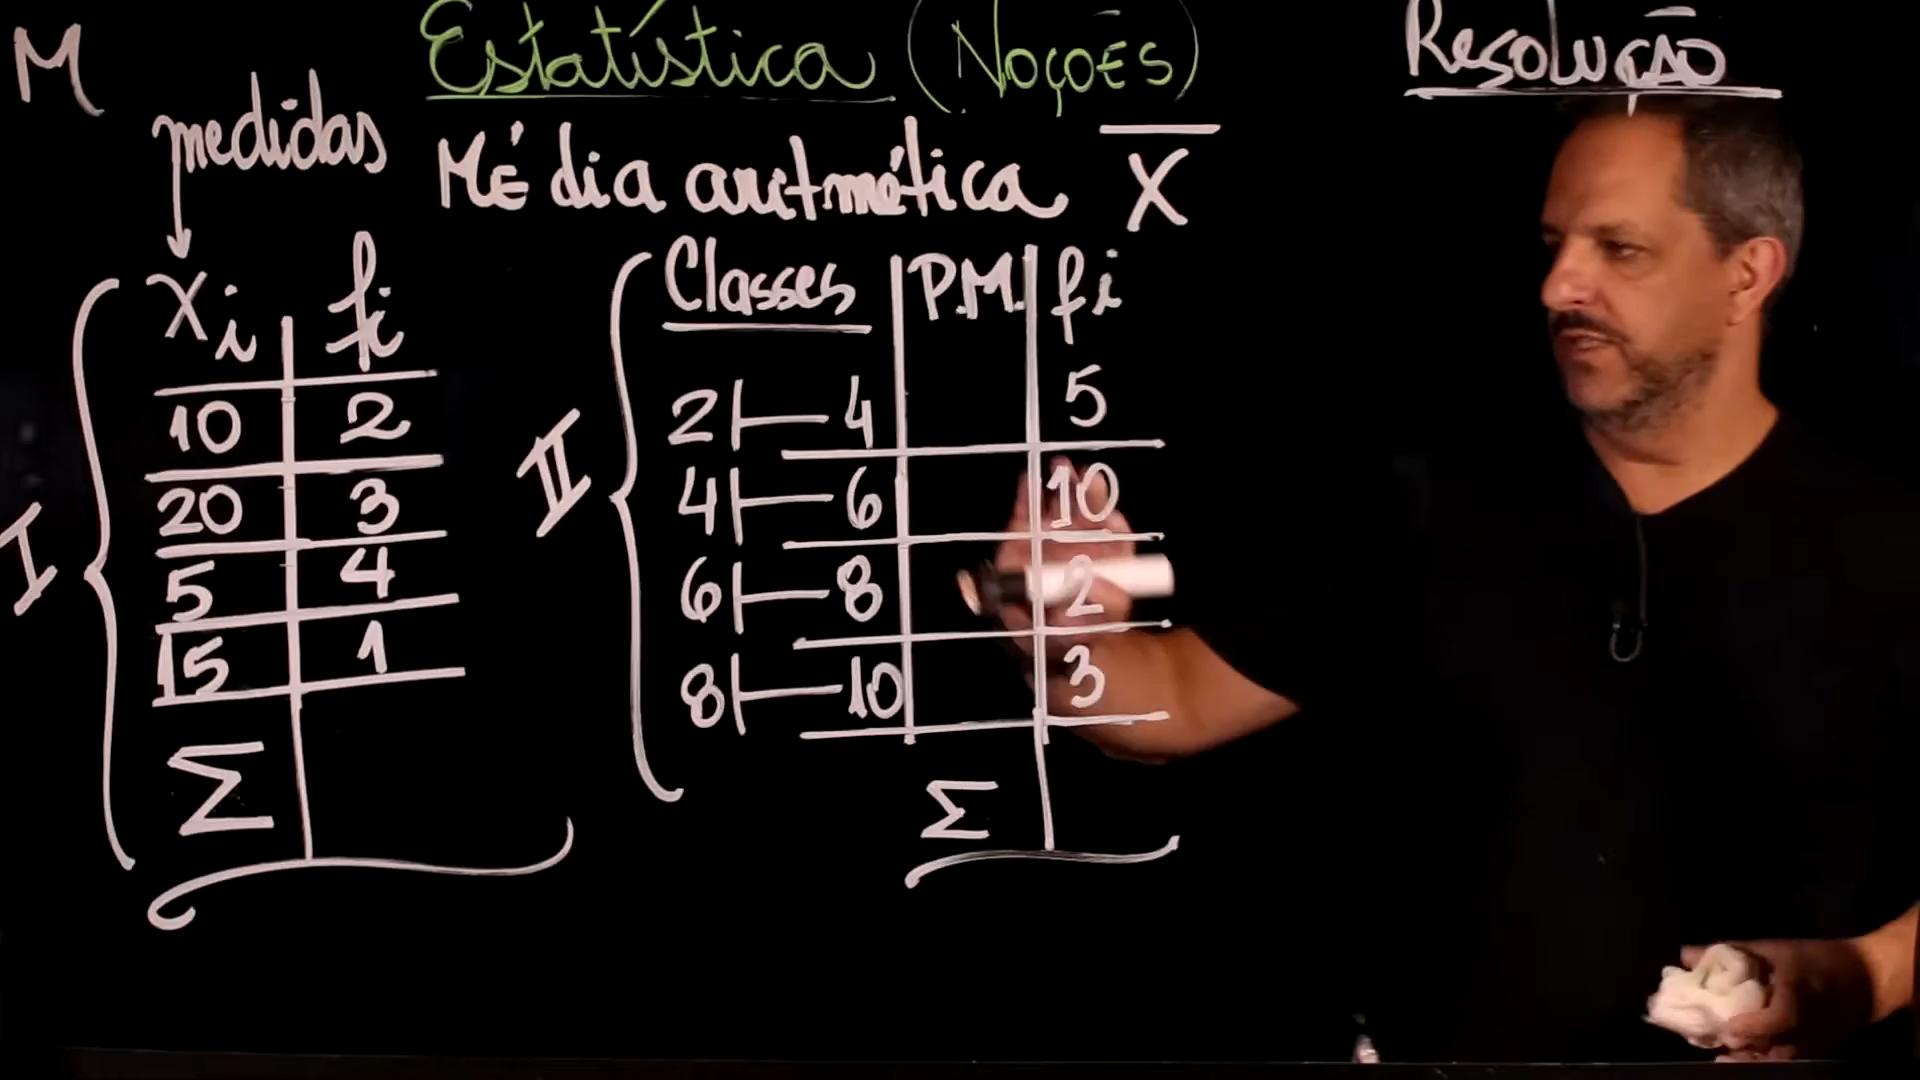 M
Estatística (Noções)
Resolução
medidas
MÉdia aritmética X̅
I
xi fi
10 2
20 3
5 4
15 1
Σ
II
Classes P.M. fi
2 ⊢ 4 5
4 ⊢ 6 10
6 ⊢ 8 2
8 ⊢ 10 3
Σ